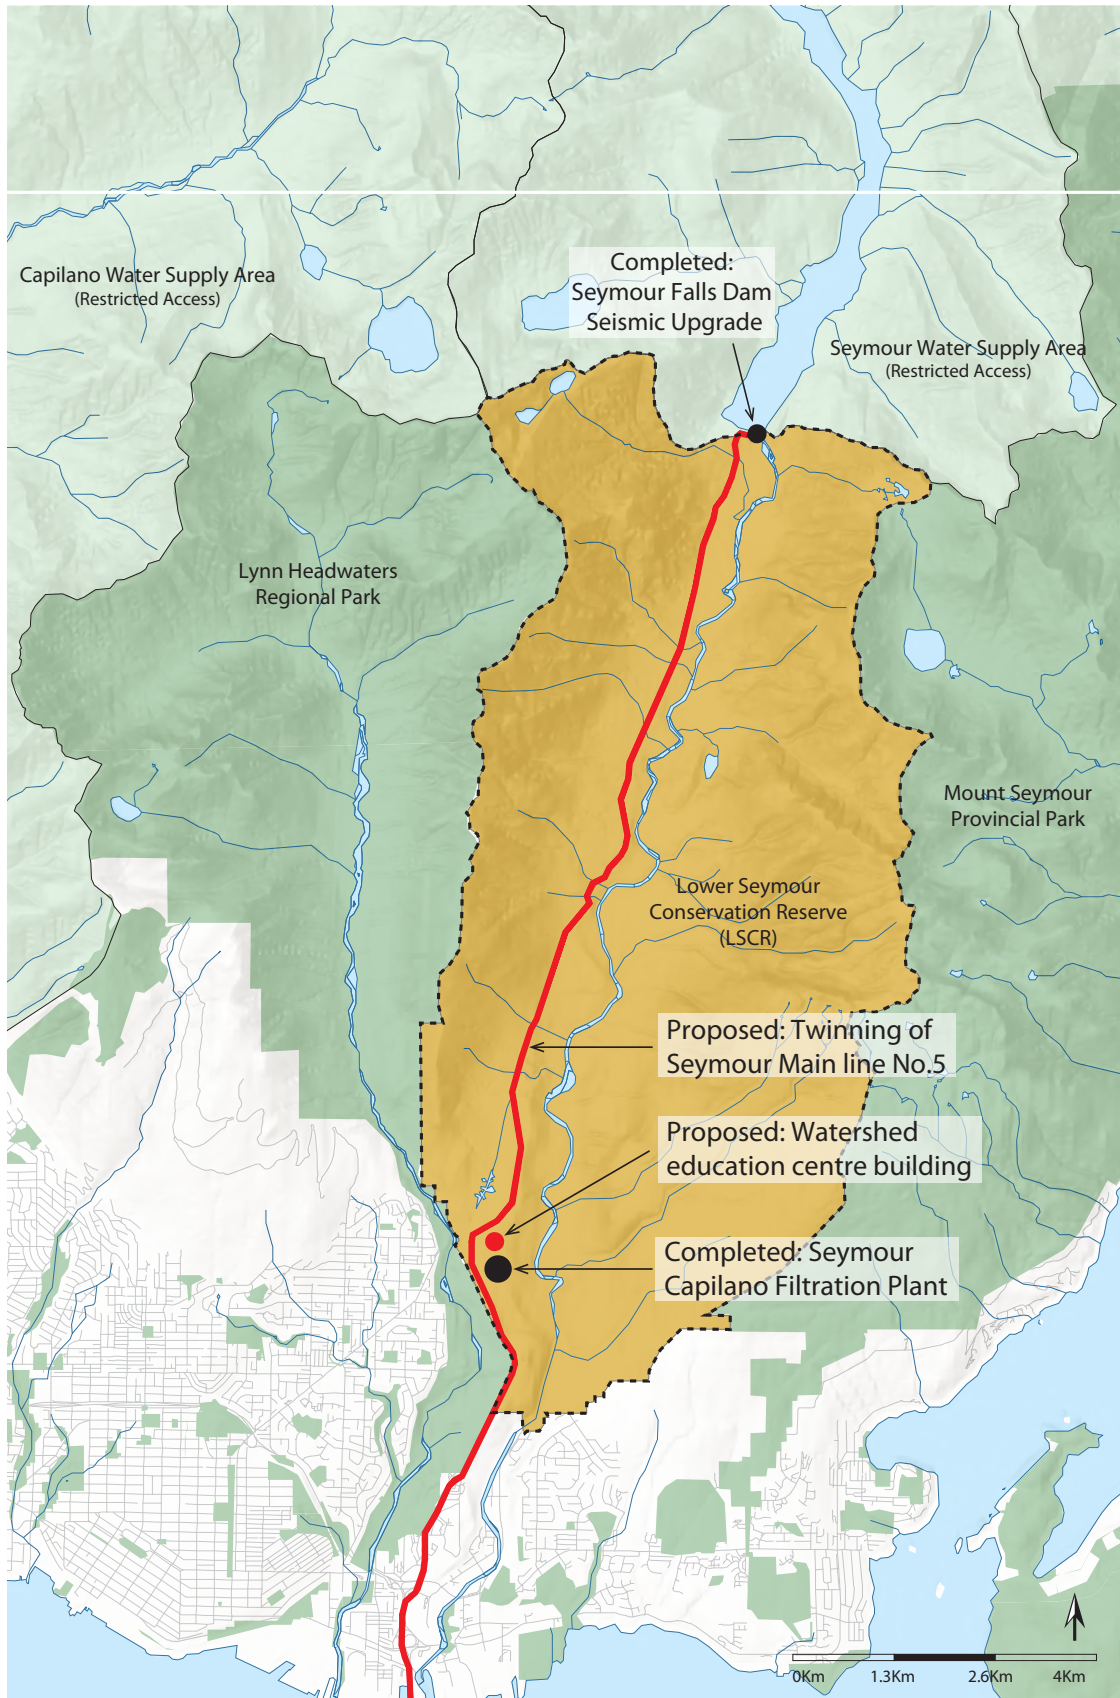 Completed:
Seymour Falls Dam
Seismic Upgrade
Capilano Water Supply Area
(Restricted Access)
Seymour Water Supply Area
(Restricted Access)
Lynn Headwaters
Regional Park
Mount Seymour
Provincial Park
Lower Seymour
Conservation Reserve
(LSCR)
Proposed: Twinning of
Seymour Main line No.5
Proposed: Watershed
education centre building
Completed: Seymour
Capilano Filtration Plant
0Km 1.3Km 2.6Km 4Km